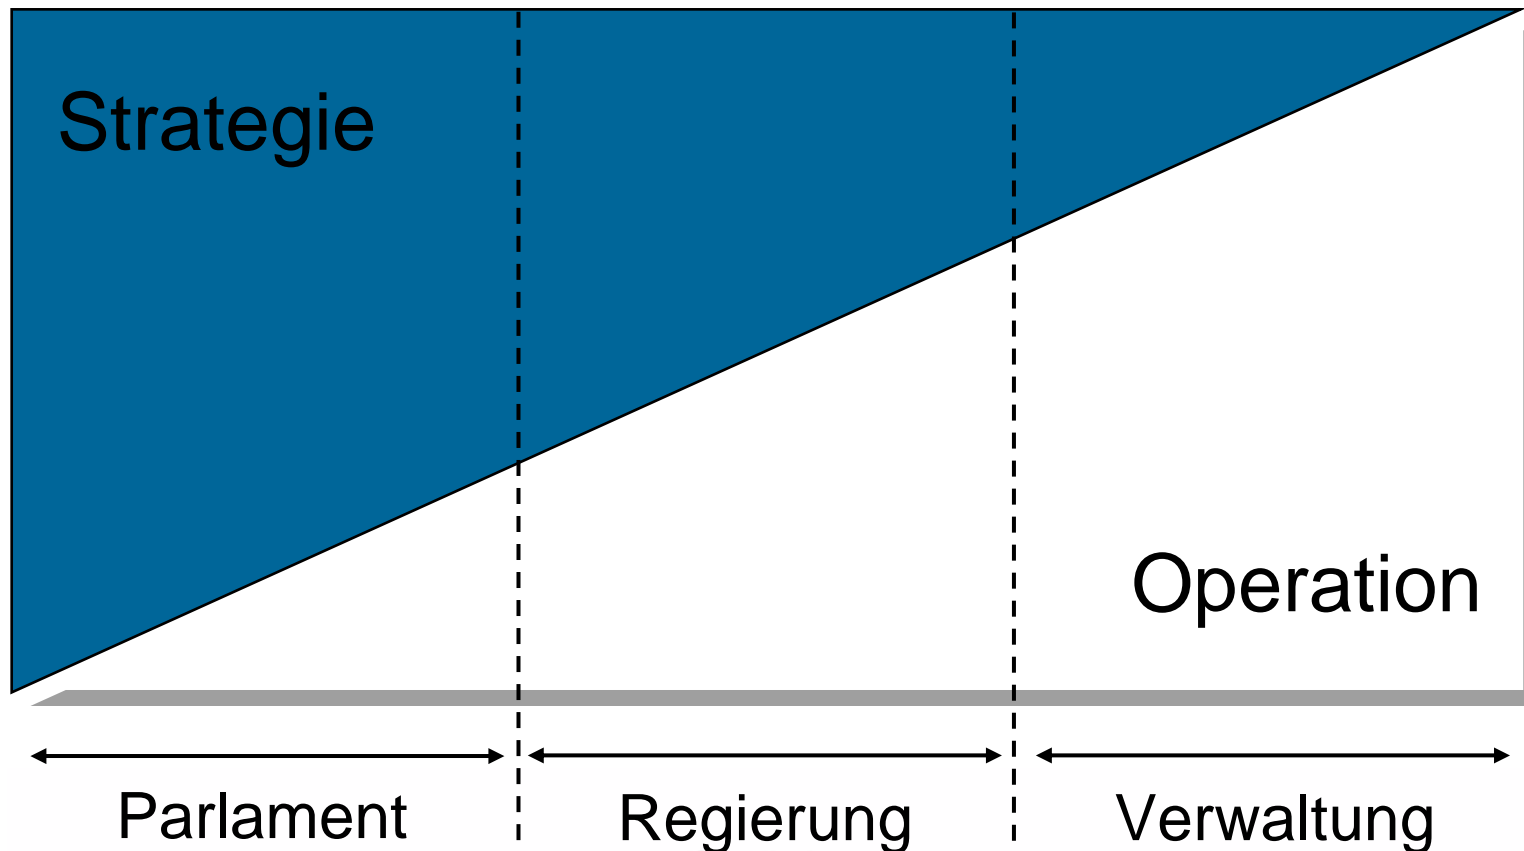 Strategie
Operation
Parlament
Regierung
Verwaltung